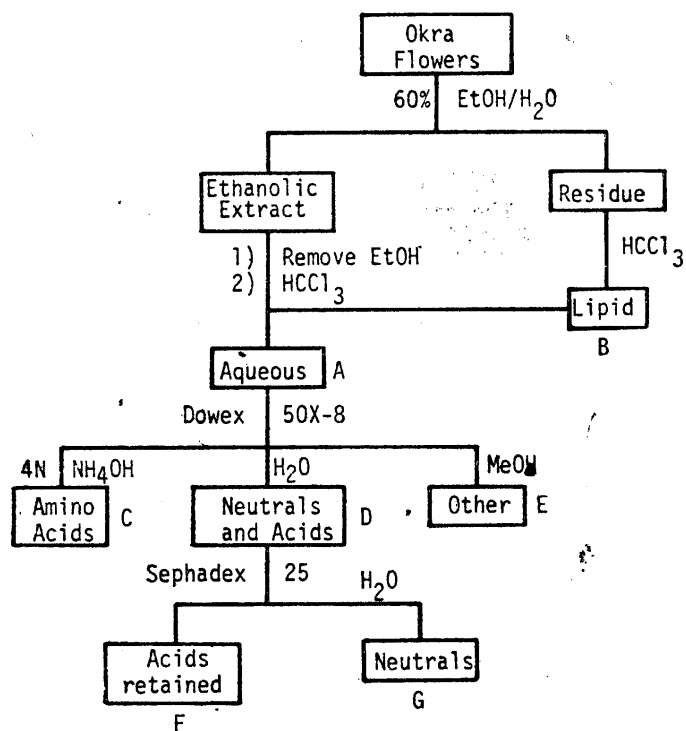 Okra
Flowers
60% EtOH/H2O
Ethanolic
Extract
Residue
1) Remove EtOH
2) HCCl3
HCCl3
Lipid
B
Aqueous A
Dowex 50X-8
4N NH4OH
H2O
MeOH
Amino
Acids
C
Neutrals
and Acids
D
Other E
Sephadex 25
H2O
Acids
retained
Neutrals
F
G